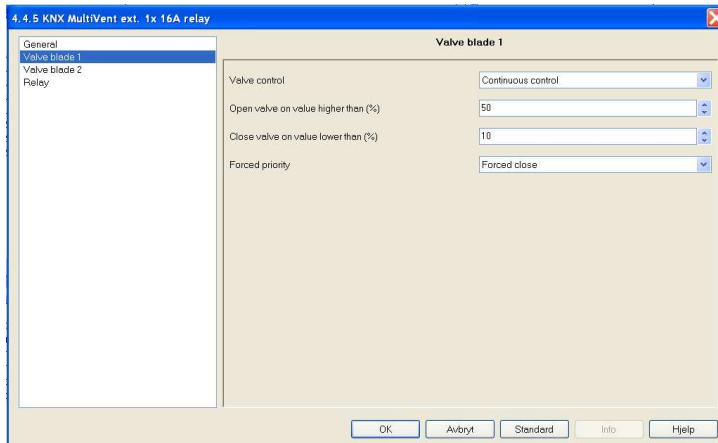 4.4.5 KNX MultiVent ext. 1x 16A relay
General
Valve blade 1
Valve blade 2
Relay
Valve blade 1
Valve control
Continuous control
Open valve on value higher than (%)
50
Close valve on value lower than (%)
10
Forced priority
Forced close
OK
Avbryt
Standard
Info
Hjelp